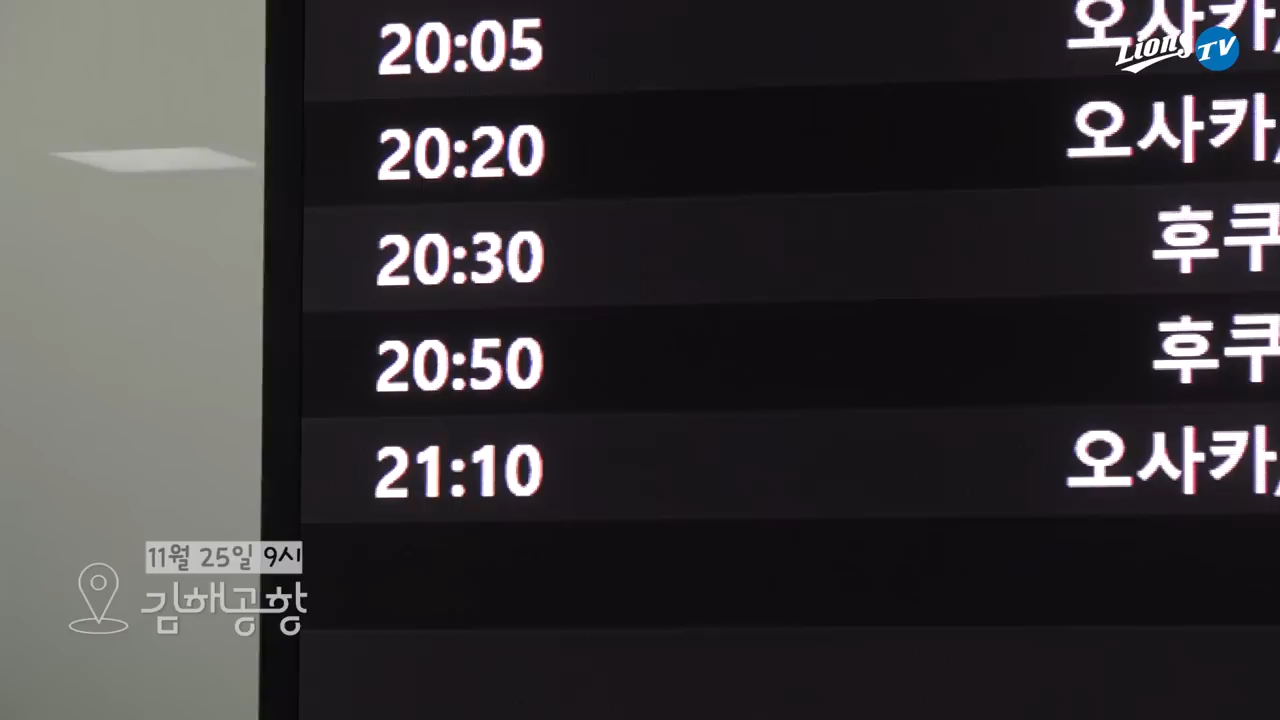 20:05 오사카/
Lions TV
20:20 오사카/
20:30 후쿠
20:50 후쿠
21:10 오사카/
11월 25일 9시
김해공항